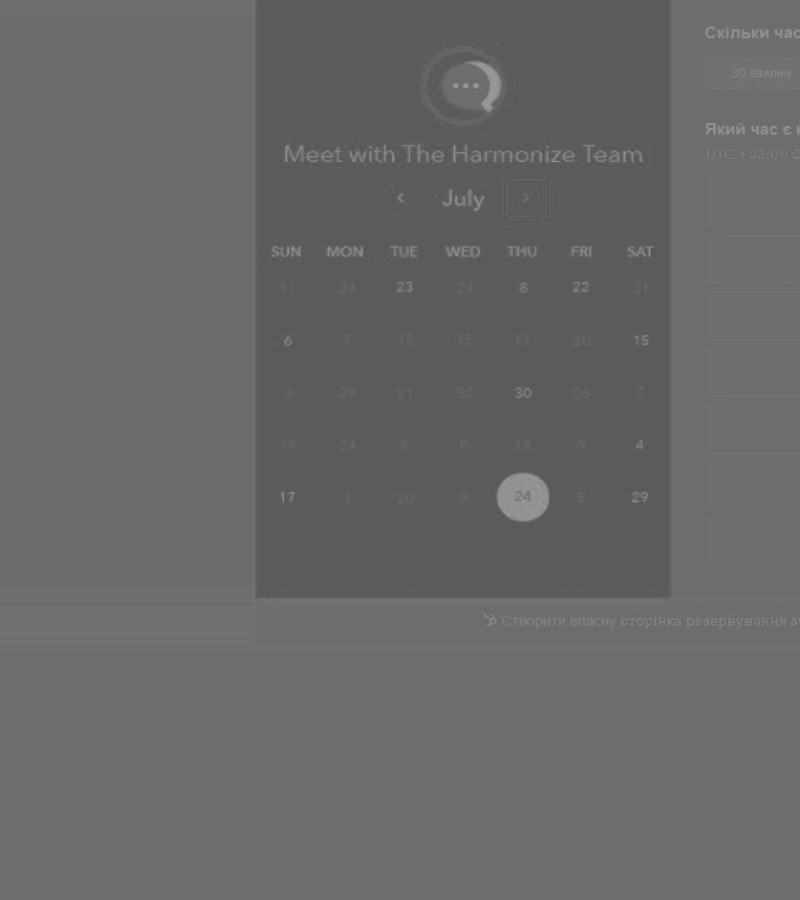 Meet with The Harmonize Team
July
SUN MON TUE WED THU FRI SAT
11 24 23 24 8 22 31
6 7 15 15 11 20 15
3 29 21 30 30 26 7
19 24 6 8 18 9 4
17 1 20 8 24 5 29
Скільки час
30 хвилин
Який час є
UTC +03:00
Створити власну сторінка резервування